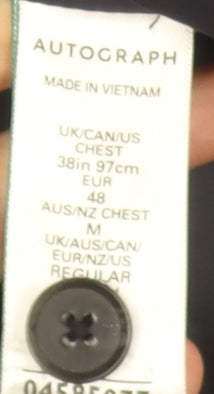 AUTOGRAPH
MADE IN VIETNAM
UK/CAN/US
CHEST
38in 97cm
EUR
48
AUS/NZ CHEST
M
UK/AUS/CAN/
EUR/NZ/US
REGULAR